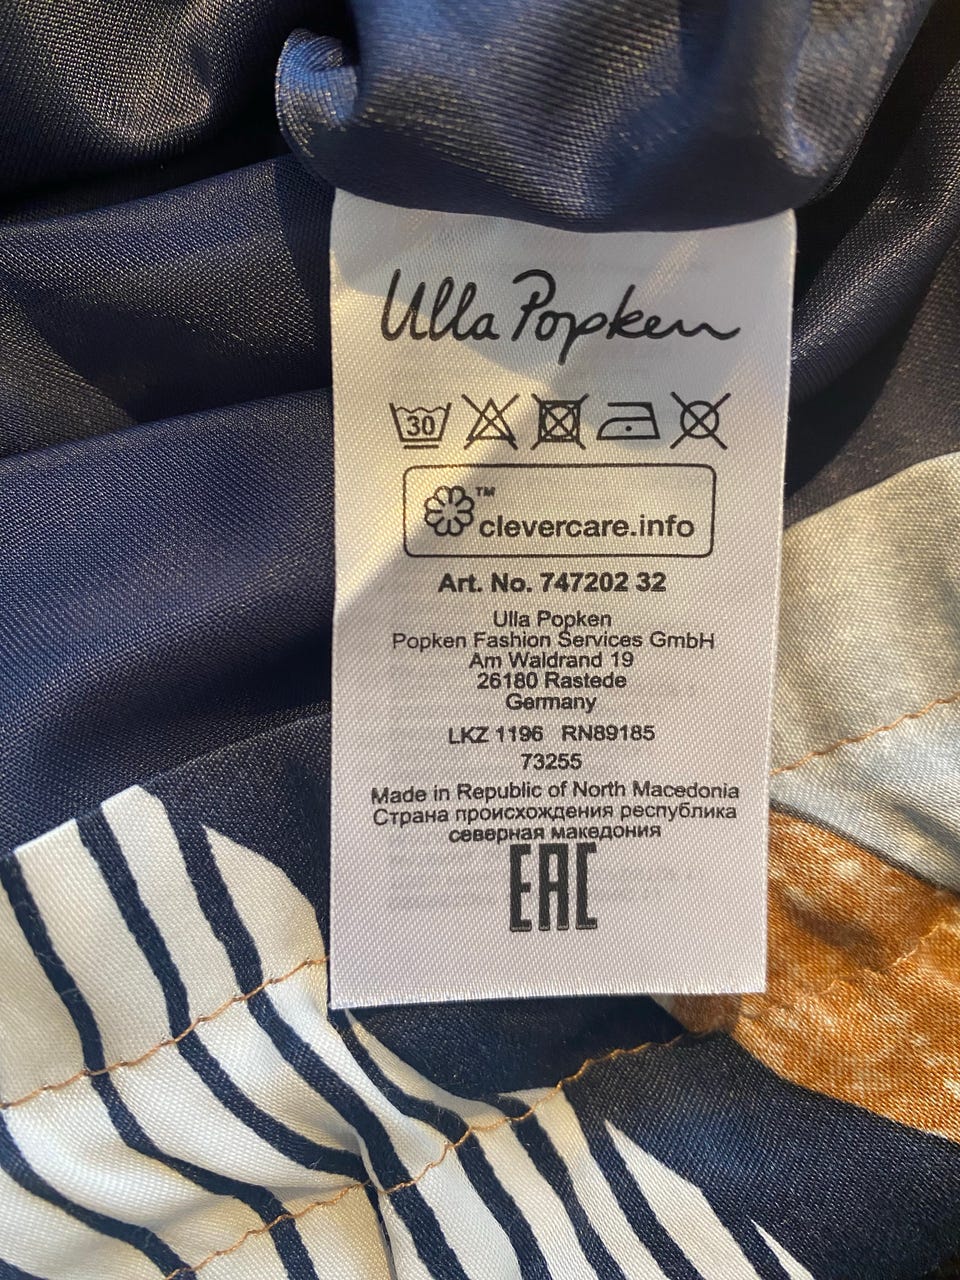 Ulla Popken
30
™
clevercare.info
Art. No. 747202 32
Ulla Popken
Popken Fashion Services GmbH
Am Waldrand 19
26180 Rastede
Germany
LKZ 1196 RN89185
73255
Made in Republic of North Macedonia
Страна происхождения республика
северная македония
EAC